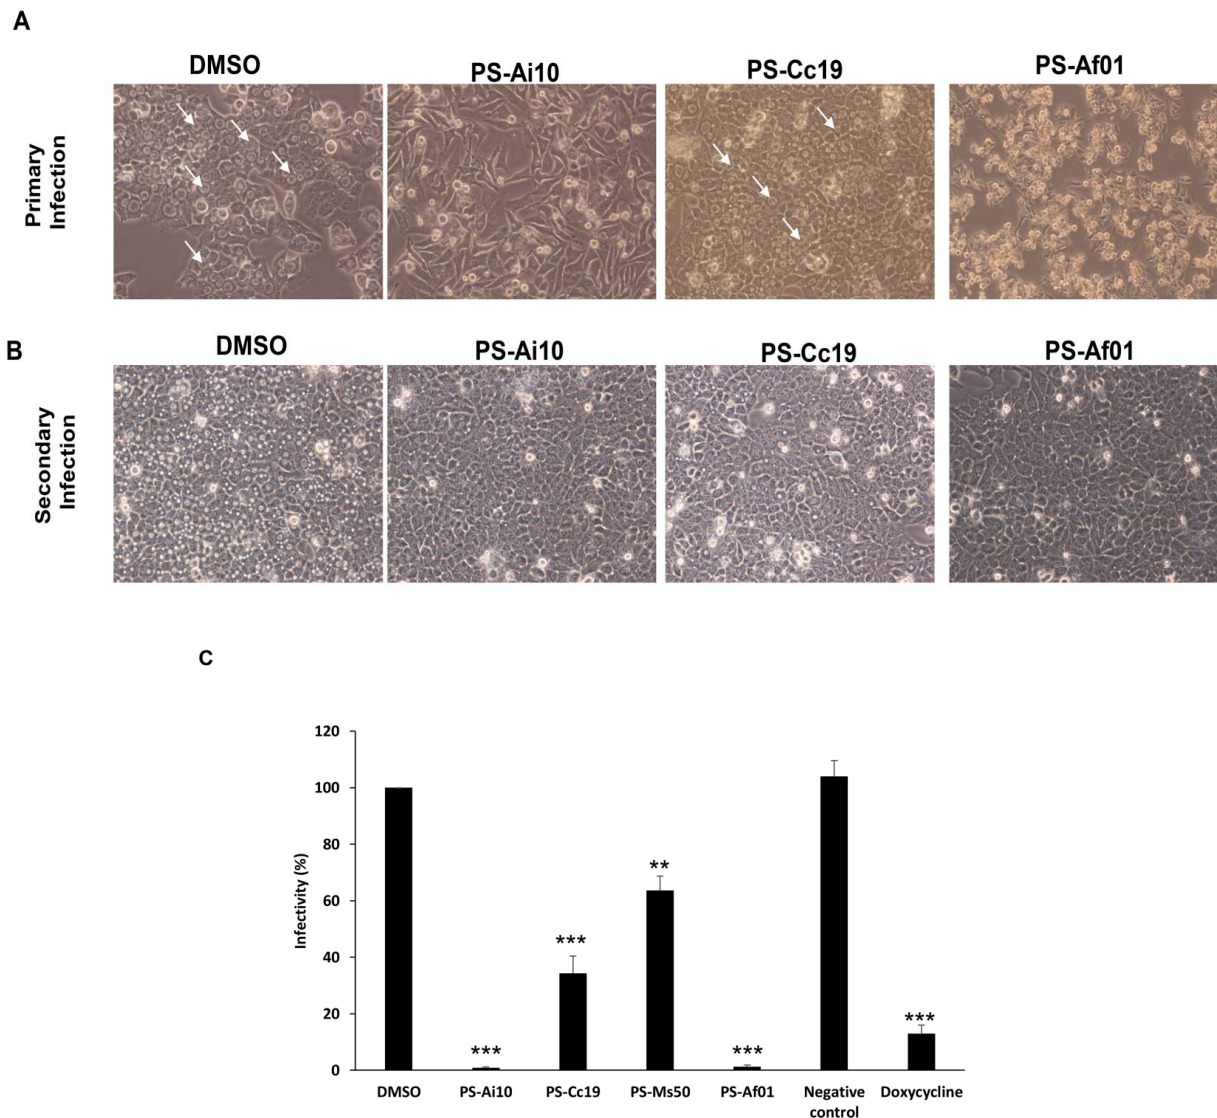 A
DMSO
PS-Ai10
PS-Cc19
PS-Af01
Primary
Infection
B
DMSO
PS-Ai10
PS-Cc19
PS-Af01
Secondary
Infection
C
120
100
80
60
40
20
0
Infectivity (%)
***
***
**
***
***
DMSO
PS-Ai10
PS-Cc19
PS-Ms50
PS-Af01
Negative
control
Doxycycline